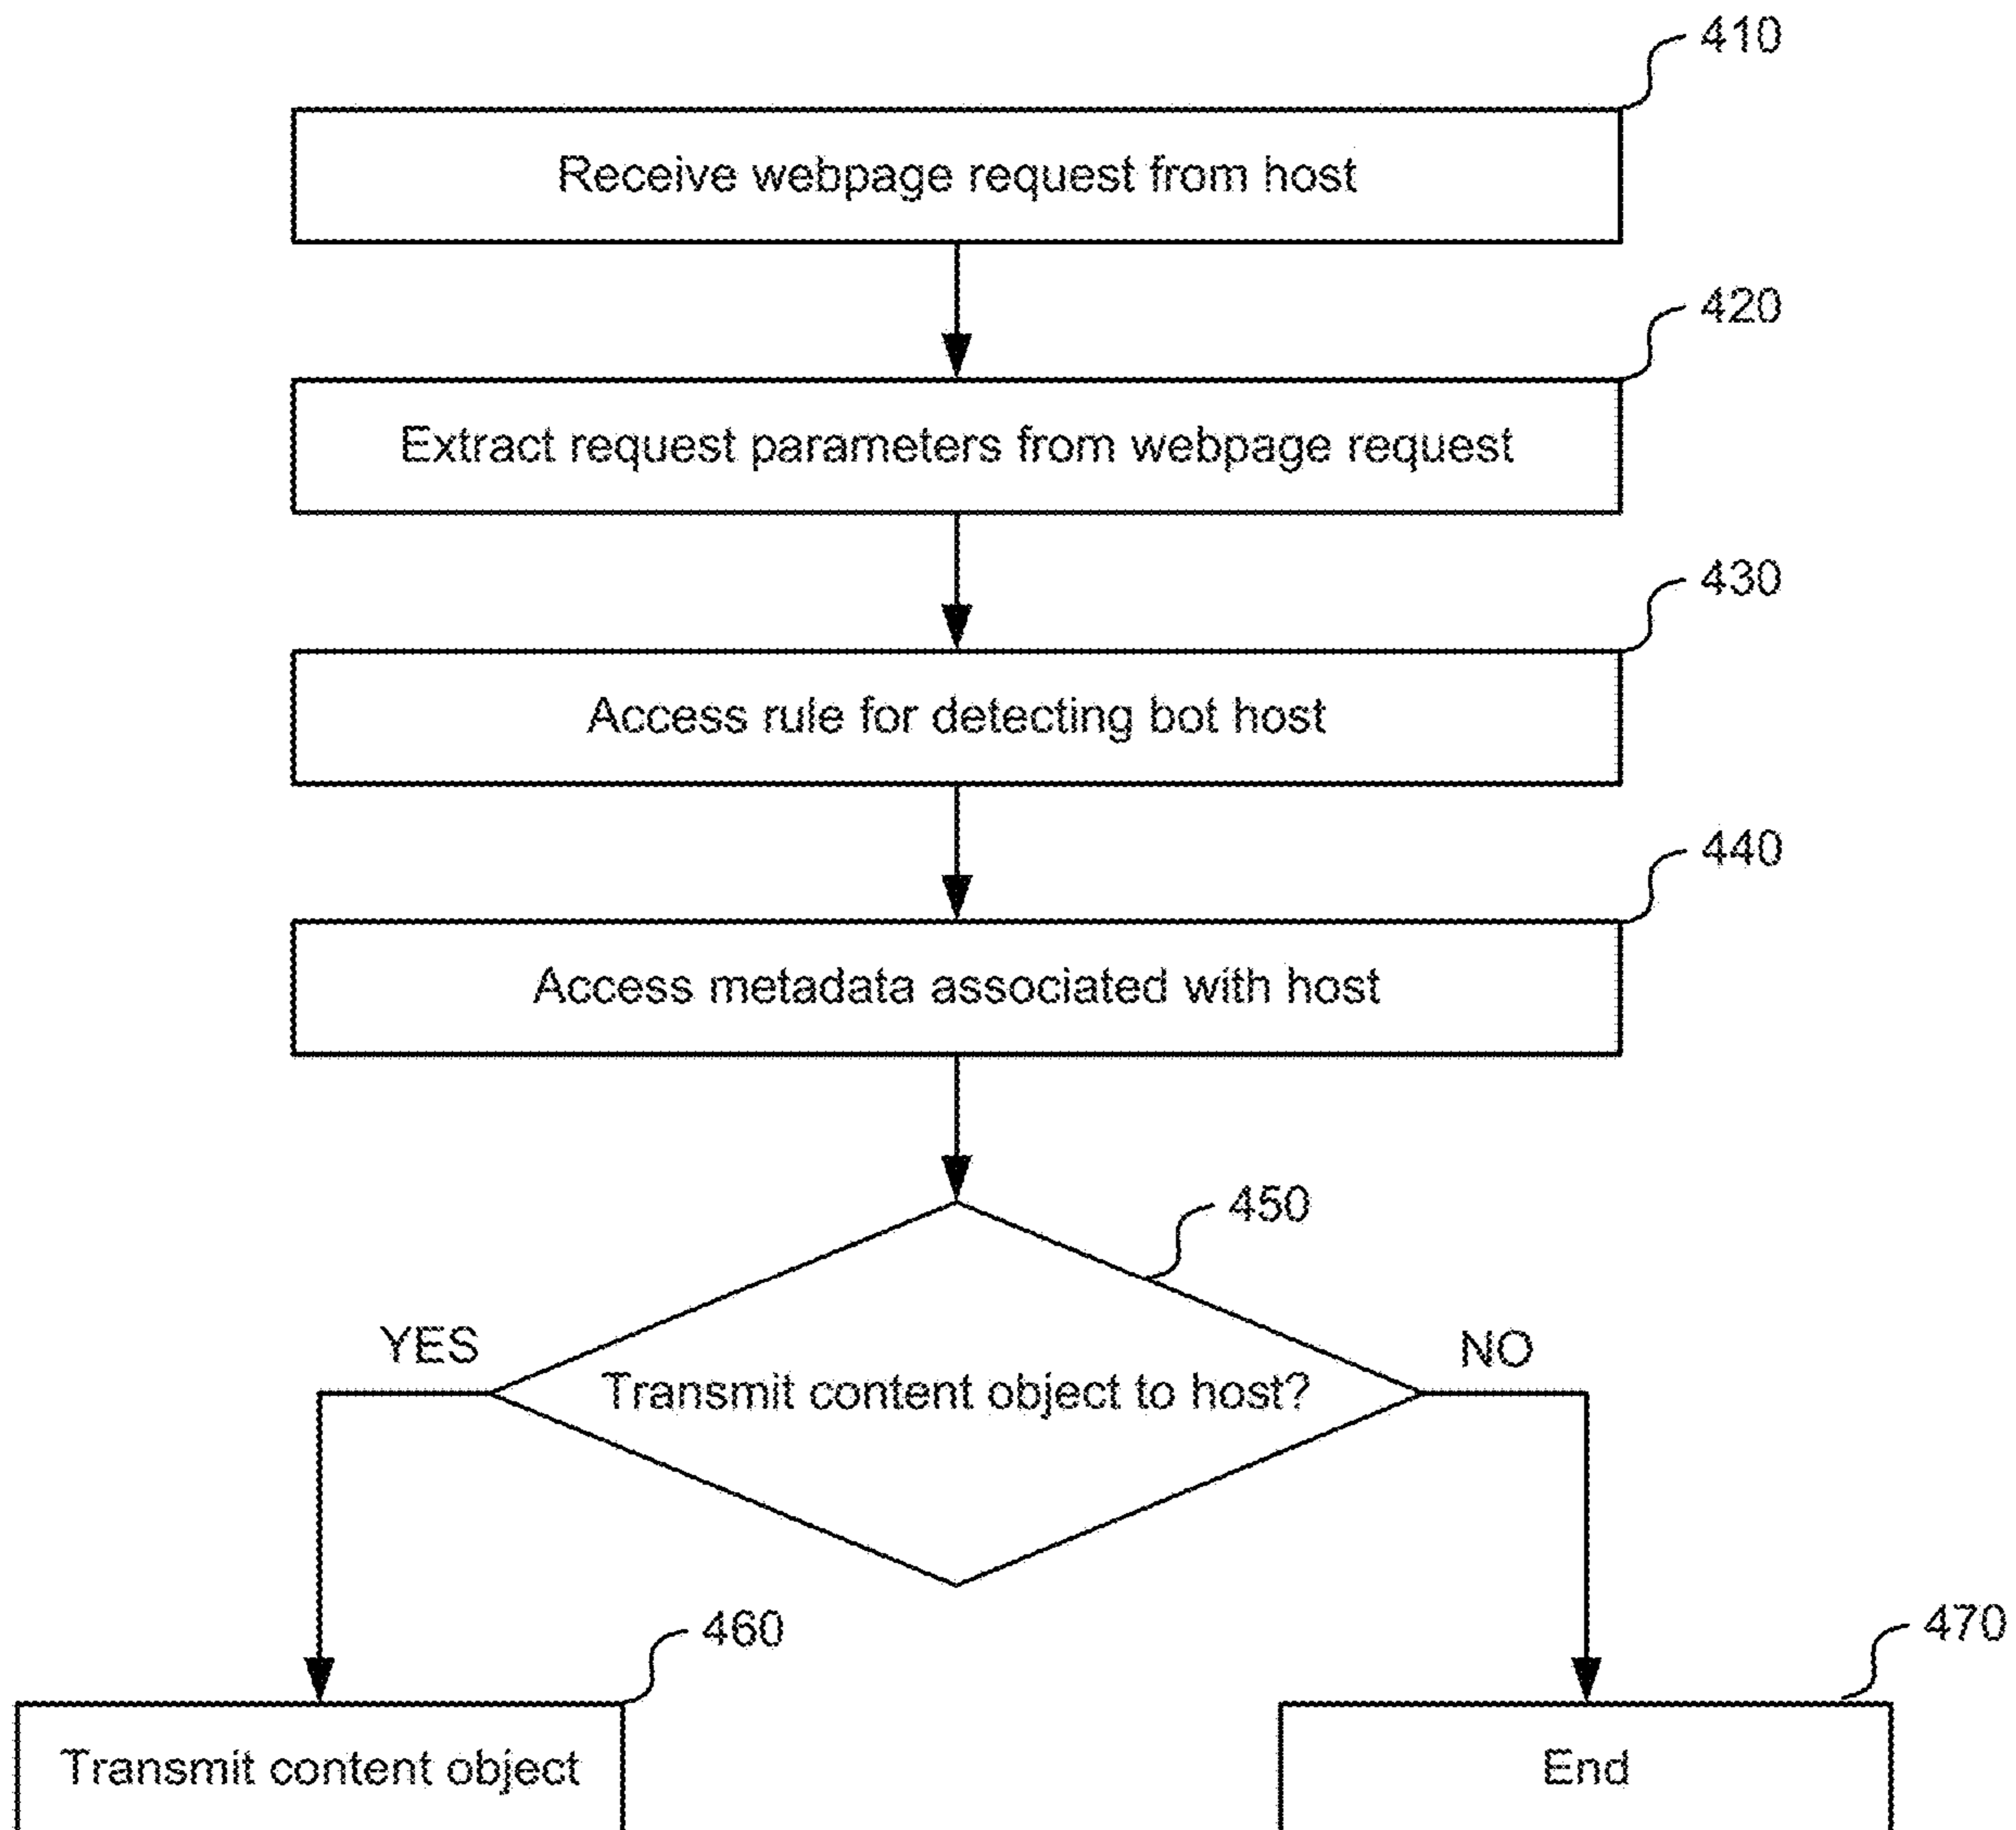 410
Receive webpage request from host
420
Extract request parameters from webpage request
430
Access rule for detecting bot host
440
Access metadata associated with host
450
YES
NO
Transmit content object to host?
460
470
Transmit content object
End